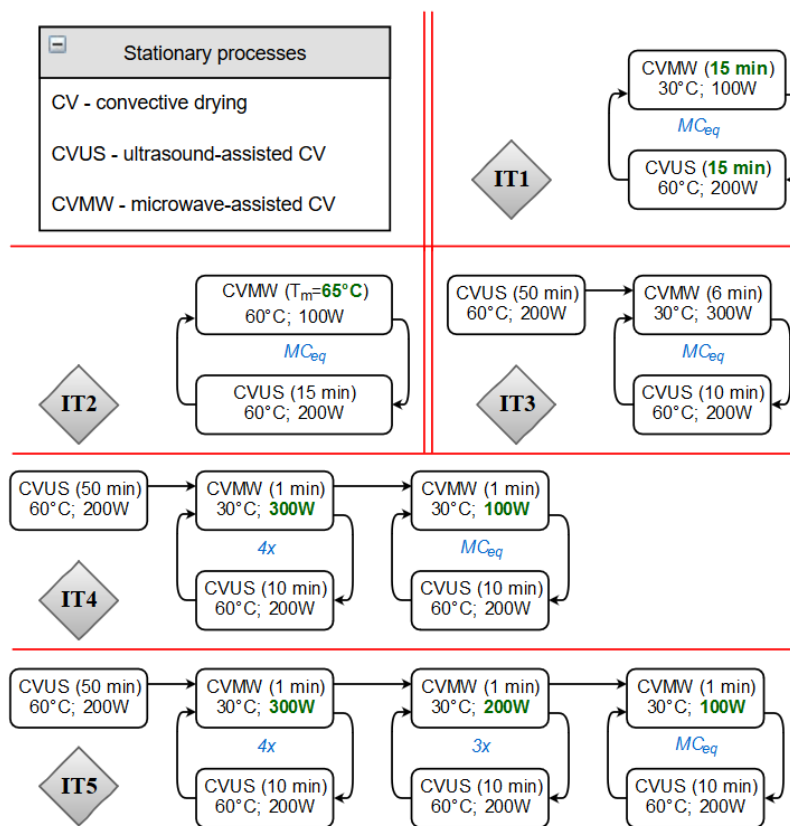 Stationary processes
CV - convective drying
CVUS - ultrasound-assisted CV
CVMW - microwave-assisted CV
CVMW (15 min)
30°C; 100W
MCeq
CVUS (15 min)
60°C; 200W
IT1
CVMW (Tm=65°C)
60°C; 100W
MCeq
CVUS (15 min)
60°C; 200W
IT2
CVUS (50 min)
60°C; 200W
CVMW (6 min)
30°C; 300W
MCeq
CVUS (10 min)
60°C; 200W
IT3
CVUS (50 min)
60°C; 200W
CVMW (1 min)
30°C; 300W
4x
CVUS (10 min)
60°C; 200W
CVMW (1 min)
30°C; 100W
MCeq
CVUS (10 min)
60°C; 200W
IT4
CVUS (50 min)
60°C; 200W
CVMW (1 min)
30°C; 300W
4x
CVUS (10 min)
60°C; 200W
CVMW (1 min)
30°C; 200W
3x
CVUS (10 min)
60°C; 200W
CVMW (1 min)
30°C; 100W
MCeq
CVUS (10 min)
60°C; 200W
IT5